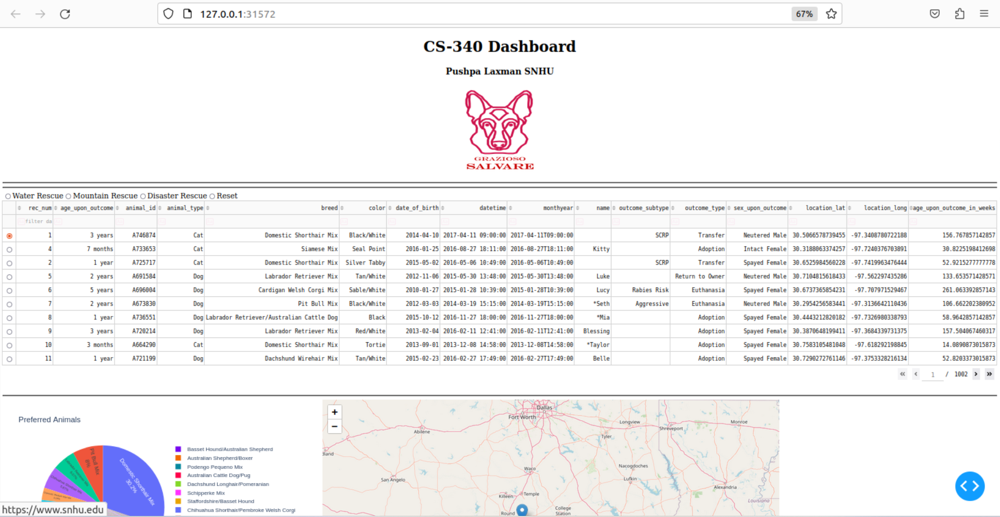 127.0.0.1:31572
67%
CS-340 Dashboard
Pushpa Laxman SNHU
GRAZIOSO
SALVARE
Water Rescue Mountain Rescue Disaster Rescue Reset
rec_num age_upon_outcome animal_id animal_type breed color date_of_birth datetime monthyear name outcome_subtype outcome_type sex_upon_outcome location_lat location_long age_upon_outcome_in_weeks
filter da
1 3 years A746874 Cat Domestic Shorthair Mix Black/White 2014-04-10 2017-04-11 09:00:00 2017-04-11T09:00:00 SCRP Transfer Neutered Male 30.5066578739455 -97.3408780722188 156.767857142857
4 7 months A733653 Cat Siamese Mix Seal Point 2016-01-25 2016-08-27 18:11:00 2016-08-27T18:11:00 Kitty Adoption Intact Female 30.3188063374257 -97.7240376703891 30.8225198412698
2 1 year A725717 Cat Domestic Shorthair Mix Silver Tabby 2015-05-02 2016-05-06 10:49:00 2016-05-06T10:49:00 SCRP Transfer Spayed Female 30.6525984560228 -97.7419963476444 52.9215277777778
5 2 years A691584 Dog Labrador Retriever Mix Tan/White 2012-11-06 2015-05-30 13:48:00 2015-05-30T13:48:00 Luke Return to Owner Neutered Male 30.7104815618433 -97.562297435286 133.653571428571
6 5 years A696004 Dog Cardigan Welsh Corgi Mix Sable/White 2010-01-27 2015-01-28 10:39:00 2015-01-28T10:39:00 Lucy Rabies Risk Euthanasia Spayed Female 30.6737365854231 -97.707971529467 261.063392857143
7 2 years A673830 Dog Pit Bull Mix Black/White 2012-03-03 2014-03-19 15:15:00 2014-03-19T15:15:00 *Seth Aggressive Euthanasia Neutered Male 30.2954256583441 -97.3136642110436 106.662202380952
8 1 year A736551 Dog Labrador Retriever/Australian Cattle Dog Black 2015-10-12 2016-11-27 18:00:00 2016-11-27T18:00:00 *Mia Adoption Spayed Female 30.4443212820182 -97.7326980338793 58.9642857142857
9 3 years A720214 Dog Labrador Retriever Mix Red/White 2013-02-04 2016-02-11 12:41:00 2016-02-11T12:41:00 Blessing Adoption Spayed Female 30.3870648199411 -97.3684339731375 157.504067460317
10 3 months A664290 Cat Domestic Shorthair Mix Tortie 2013-09-01 2013-12-08 14:58:00 2013-12-08T14:58:00 *Taylor Adoption Spayed Female 30.7583105481048 -97.618292198845 14.0890873015873
11 1 year A721199 Dog Dachshund Wirehair Mix Tan/White 2015-02-23 2016-02-27 17:49:00 2016-02-27T17:49:00 Belle Adoption Spayed Female 30.7290272761146 -97.3753328216134 52.8203373015873
1 / 1002
Preferred Animals
Pit Bull Mix
8%
Domestic Shorthair Mix
30.2%
Basset Hound/Australian Shepherd
Australian Shepherd/Boxer
Podengo Pequeno Mix
Australian Cattle Dog/Pug
Dachshund Longhair/Pomeranian
Schipperke Mix
Staffordshire/Basset Hound
Chihuahua Shorthair/Pembroke Welsh Corgi
+
−
Dallas
Fort Worth
Abilene
Longview
Monroe
Shreveport
Tyler
dland
Waco
Nacogdoches
San Angelo
Lufkin
Alexandria
Killeen
Temple
Louisiana
Round
College
Station
https://www.snhu.edu